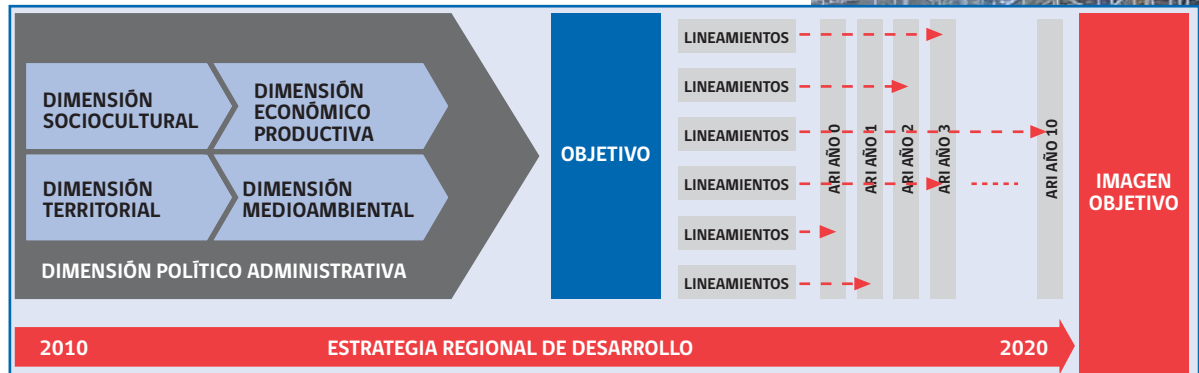 DIMENSIÓN
SOCIOCULTURAL
DIMENSIÓN
ECONÓMICO
PRODUCTIVA
DIMENSIÓN
TERRITORIAL
DIMENSIÓN
MEDIOAMBIENTAL
DIMENSIÓN POLÍTICO ADMINISTRATIVA
OBJETIVO
LINEAMIENTOS
LINEAMIENTOS
LINEAMIENTOS
LINEAMIENTOS
LINEAMIENTOS
LINEAMIENTOS
ARI AÑO 0
ARI AÑO 1
ARI AÑO 2
ARI AÑO 3
ARI AÑO 10
IMAGEN
OBJETIVO
2010 ESTRATEGIA REGIONAL DE DESARROLLO 2020